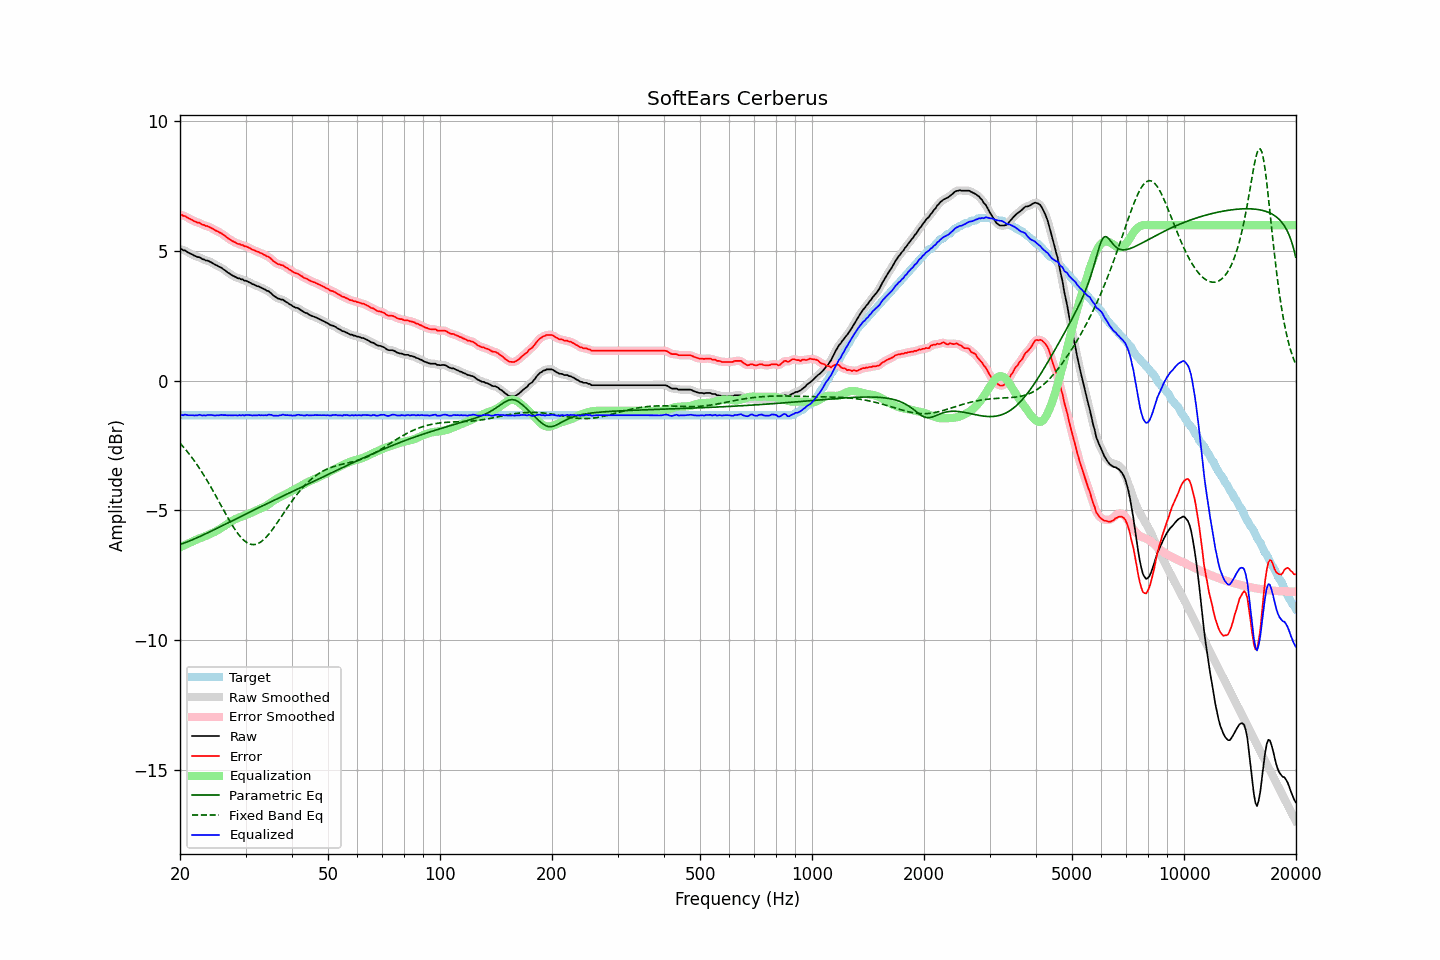 SoftEars Cerberus
10
5
0
−5
−10
−15
Amplitude (dBr)
Target
Raw Smoothed
Error Smoothed
Raw
Error
Equalization
Parametric Eq
Fixed Band Eq
Equalized
20 50 100 200 500 1000 2000 5000 10000 20000
Frequency (Hz)